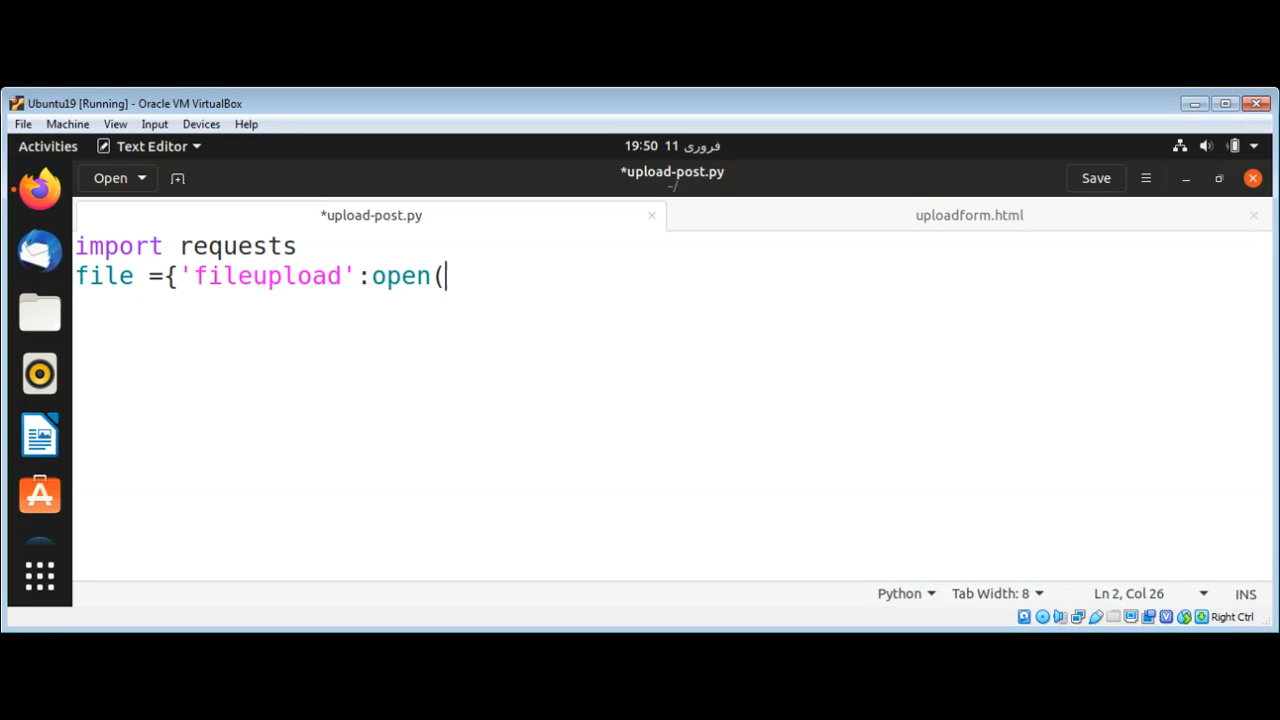 Ubuntu19 [Running] - Oracle VM VirtualBox
File Machine View Input Devices Help
Activities Text Editor 19:50 11 فروری
Open *upload-post.py Save
~/
*upload-post.py uploadform.html
import requests
file ={'fileupload':open(
Python Tab Width: 8 Ln 2, Col 26 INS
Right Ctrl